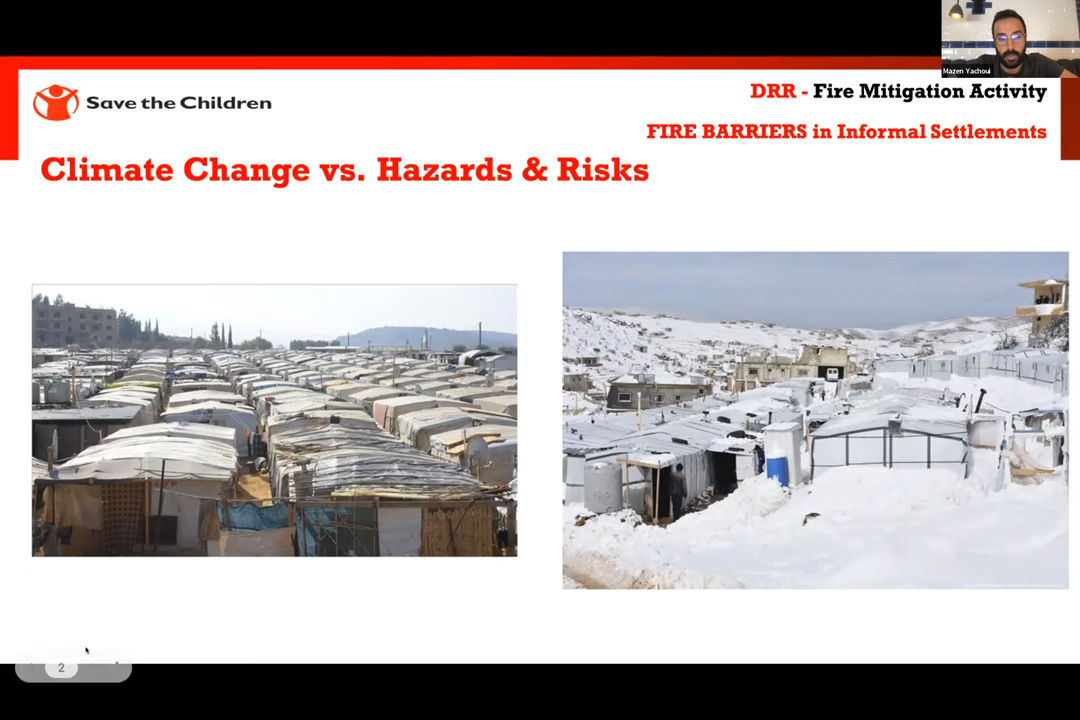 Mazen Yachoui
Save the Children
DRR - Fire Mitigation Activity
FIRE BARRIERS in Informal Settlements
Climate Change vs. Hazards & Risks
2